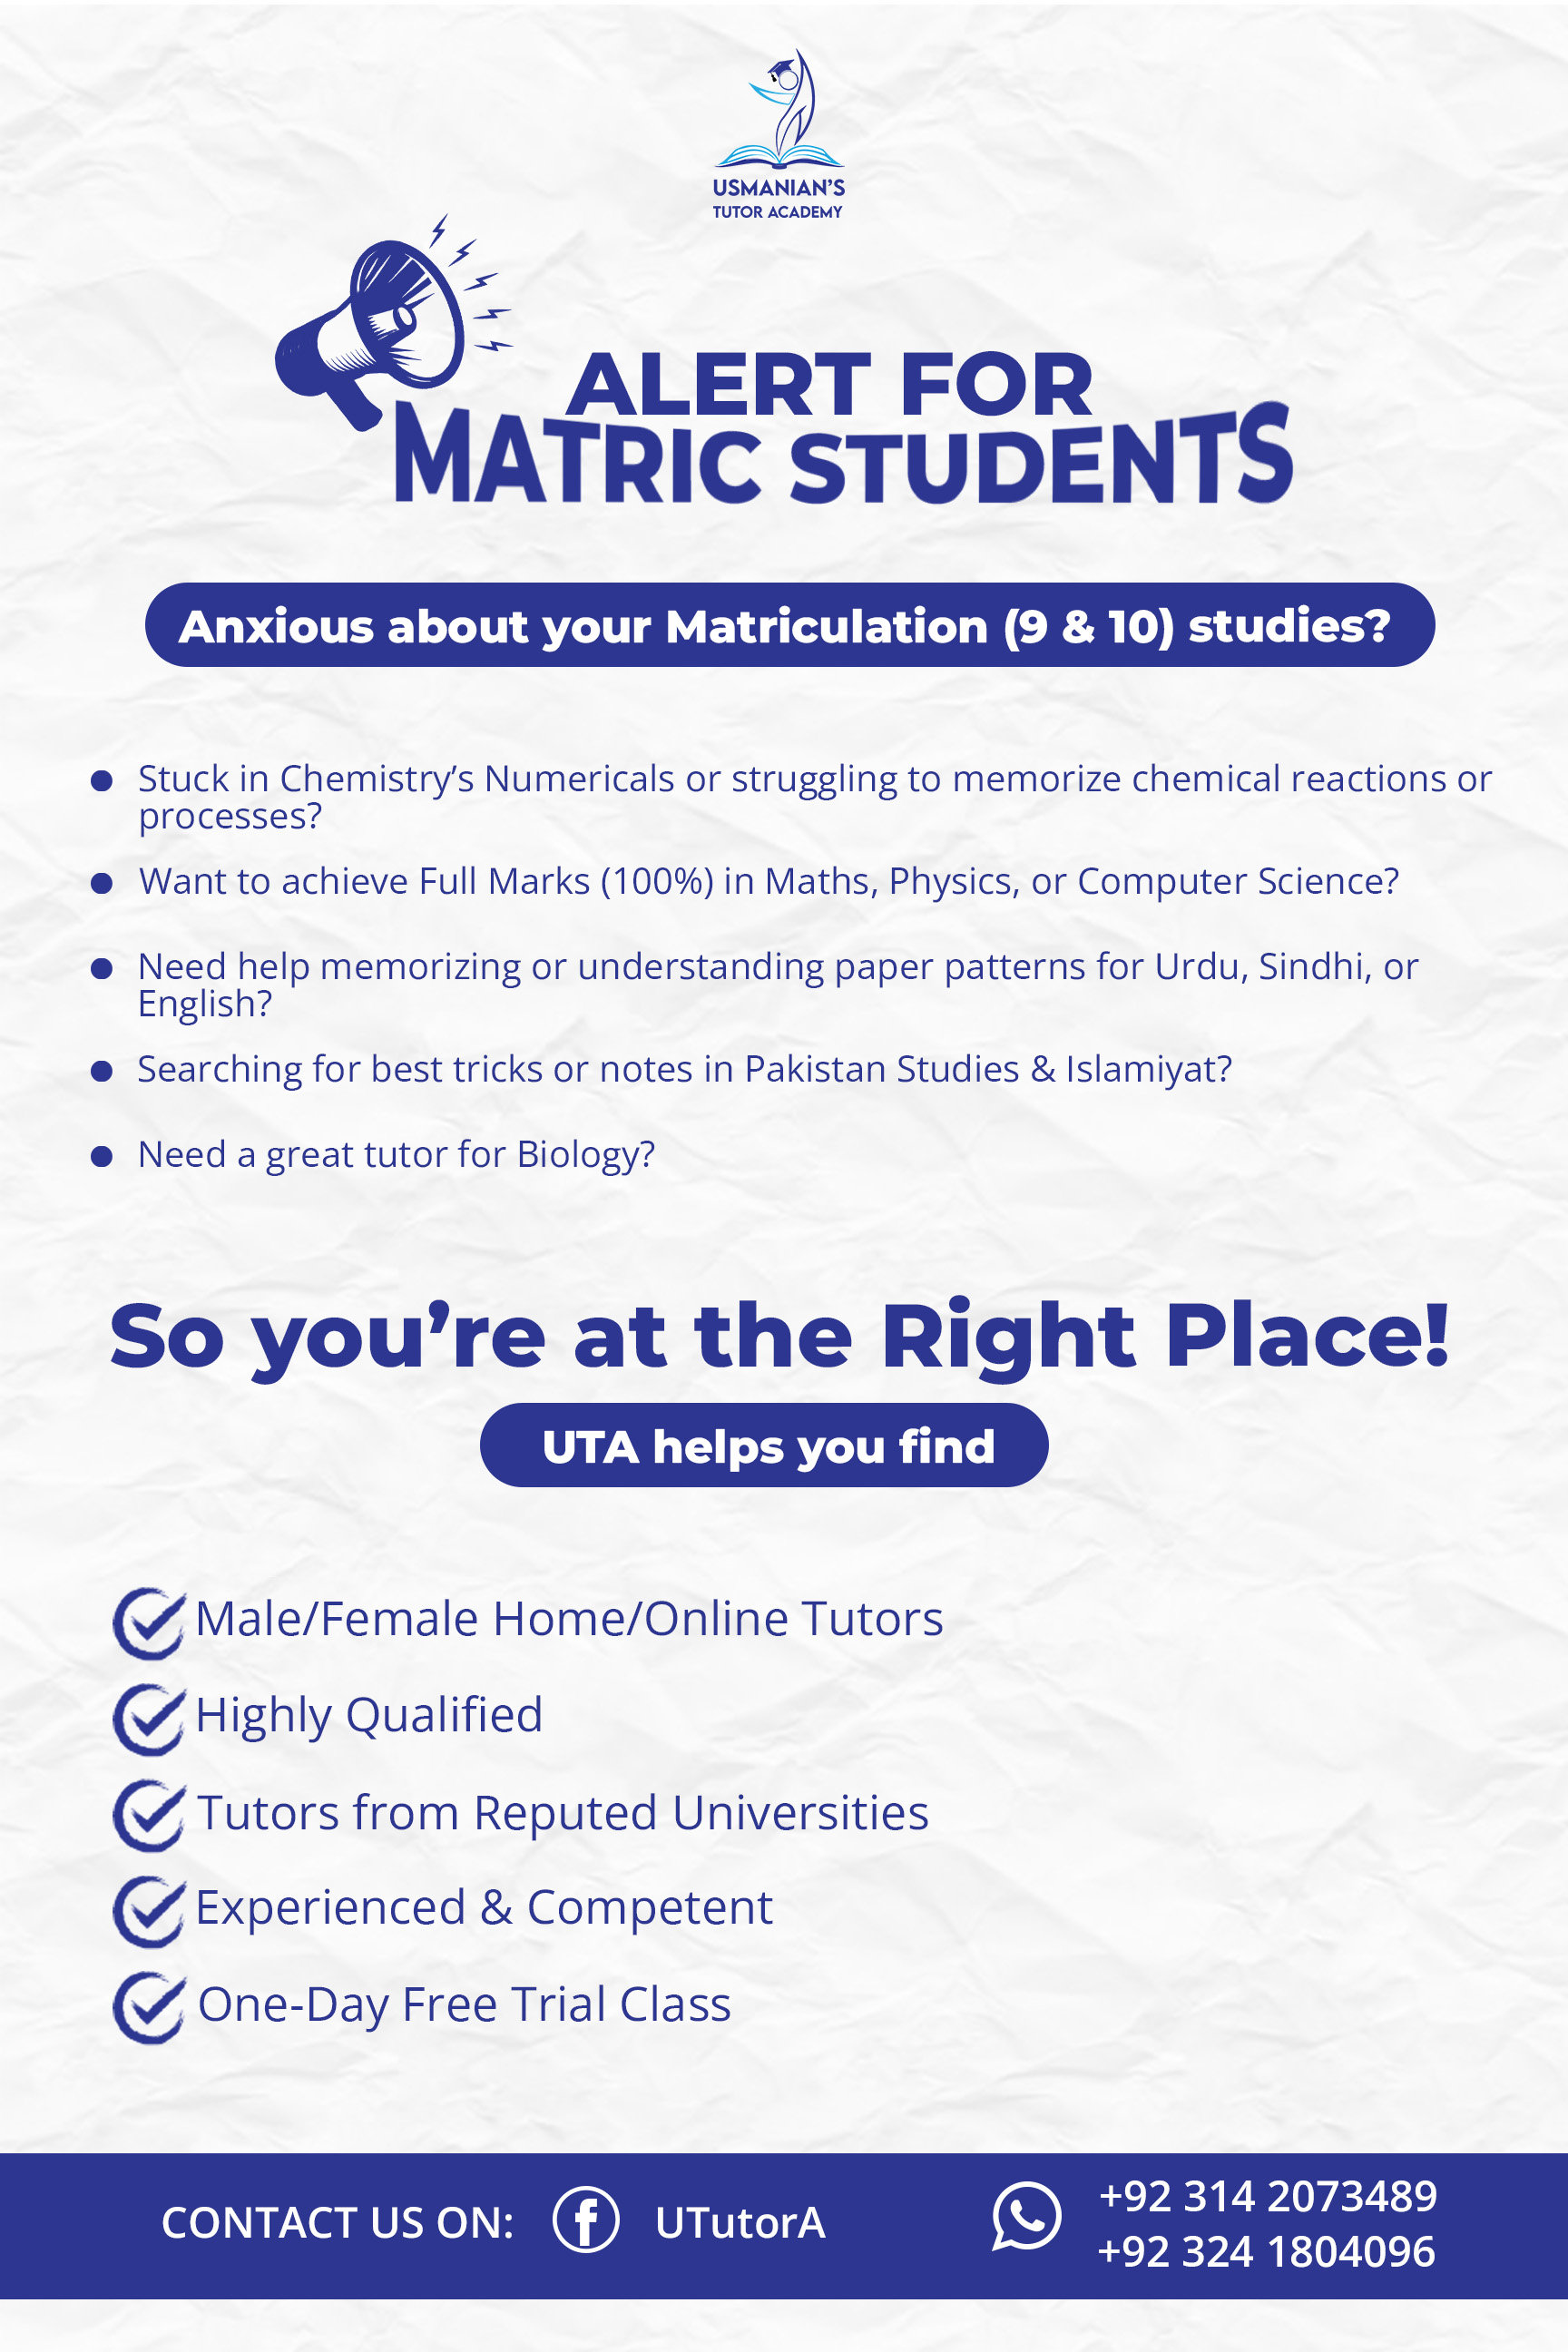 USMANIAN'S
TUTOR ACADEMY
ALERT FOR
MATRIC STUDENTS
Anxious about your Matriculation (9 & 10) studies?
● Stuck in Chemistry’s Numericals or struggling to memorize chemical reactions or
processes?
● Want to achieve Full Marks (100%) in Maths, Physics, or Computer Science?
● Need help memorizing or understanding paper patterns for Urdu, Sindhi, or
English?
● Searching for best tricks or notes in Pakistan Studies & Islamiyat?
● Need a great tutor for Biology?
So you’re at the Right Place!
UTA helps you find
Male/Female Home/Online Tutors
Highly Qualified
Tutors from Reputed Universities
Experienced & Competent
One-Day Free Trial Class
CONTACT US ON: UTutorA
+92 314 2073489
+92 324 1804096